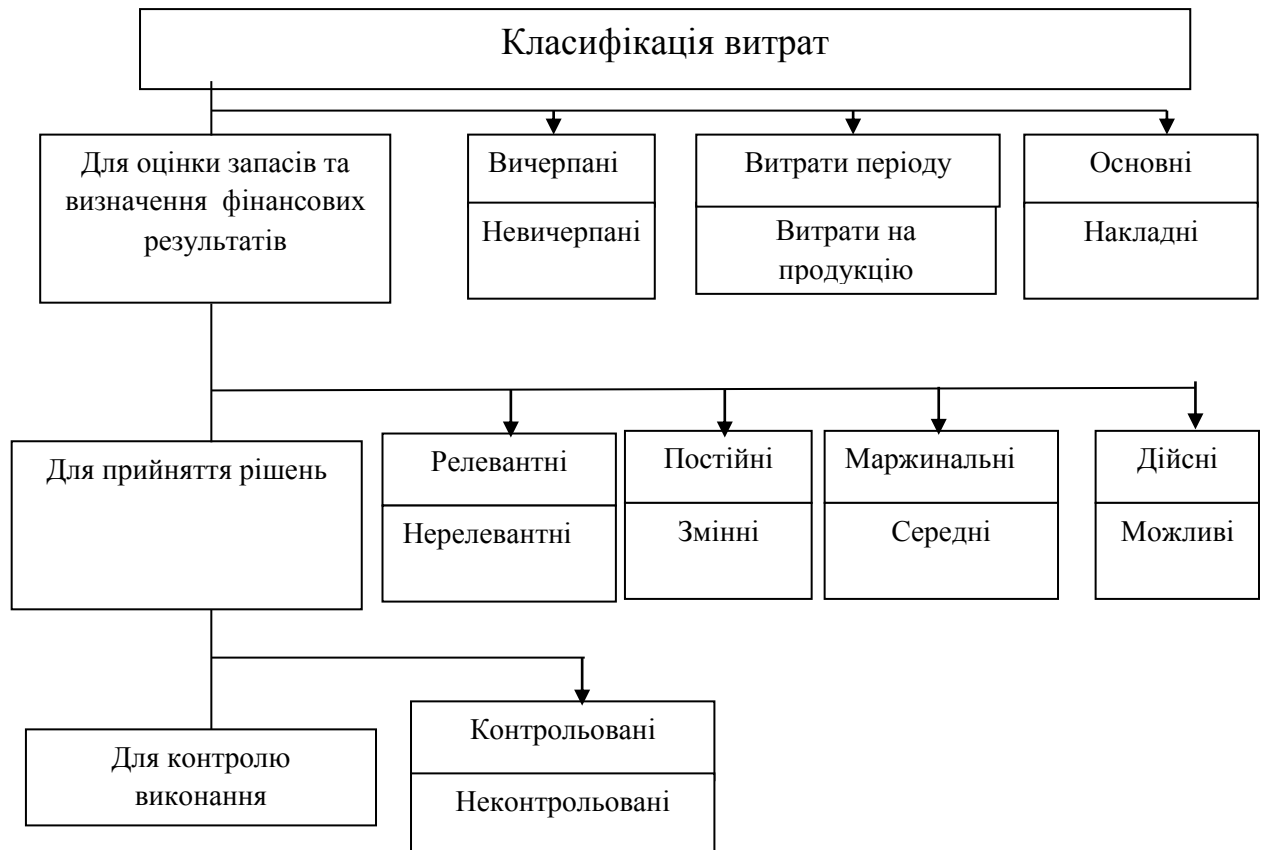 Класифікація витрат
Для оцінки запасів та
визначення фінансових
результатів
Вичерпані
Невичерпані
Витрати періоду
Витрати на
продукцію
Основні
Накладні
Для прийняття рішень
Релевантні
Нерелевантні
Постійні
Змінні
Маржинальні
Середні
Дійсні
Можливі
Для контролю
виконання
Контрольовані
Неконтрольовані